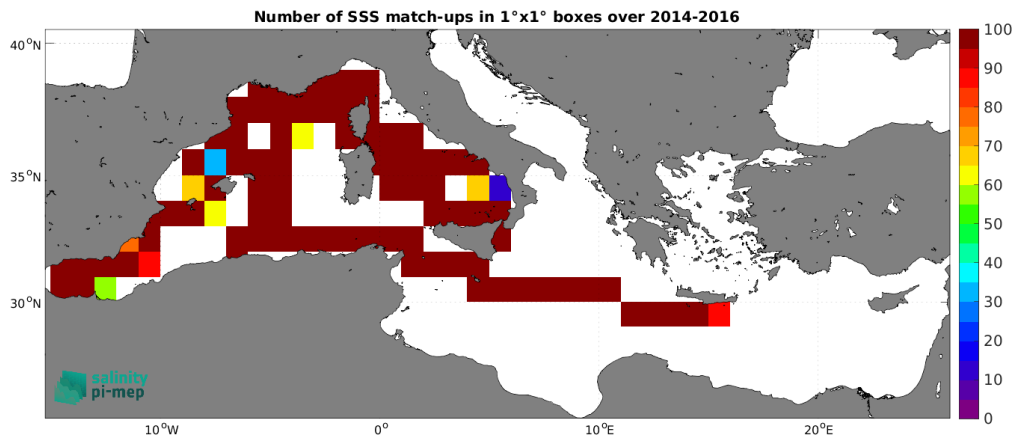 Number of SSS match-ups in 1°x1° boxes over 2014-2016
40°N
35°N
30°N
10°W
0°
10°E
20°E
100
90
80
70
60
50
40
30
20
10
0
salinity
pi-mep